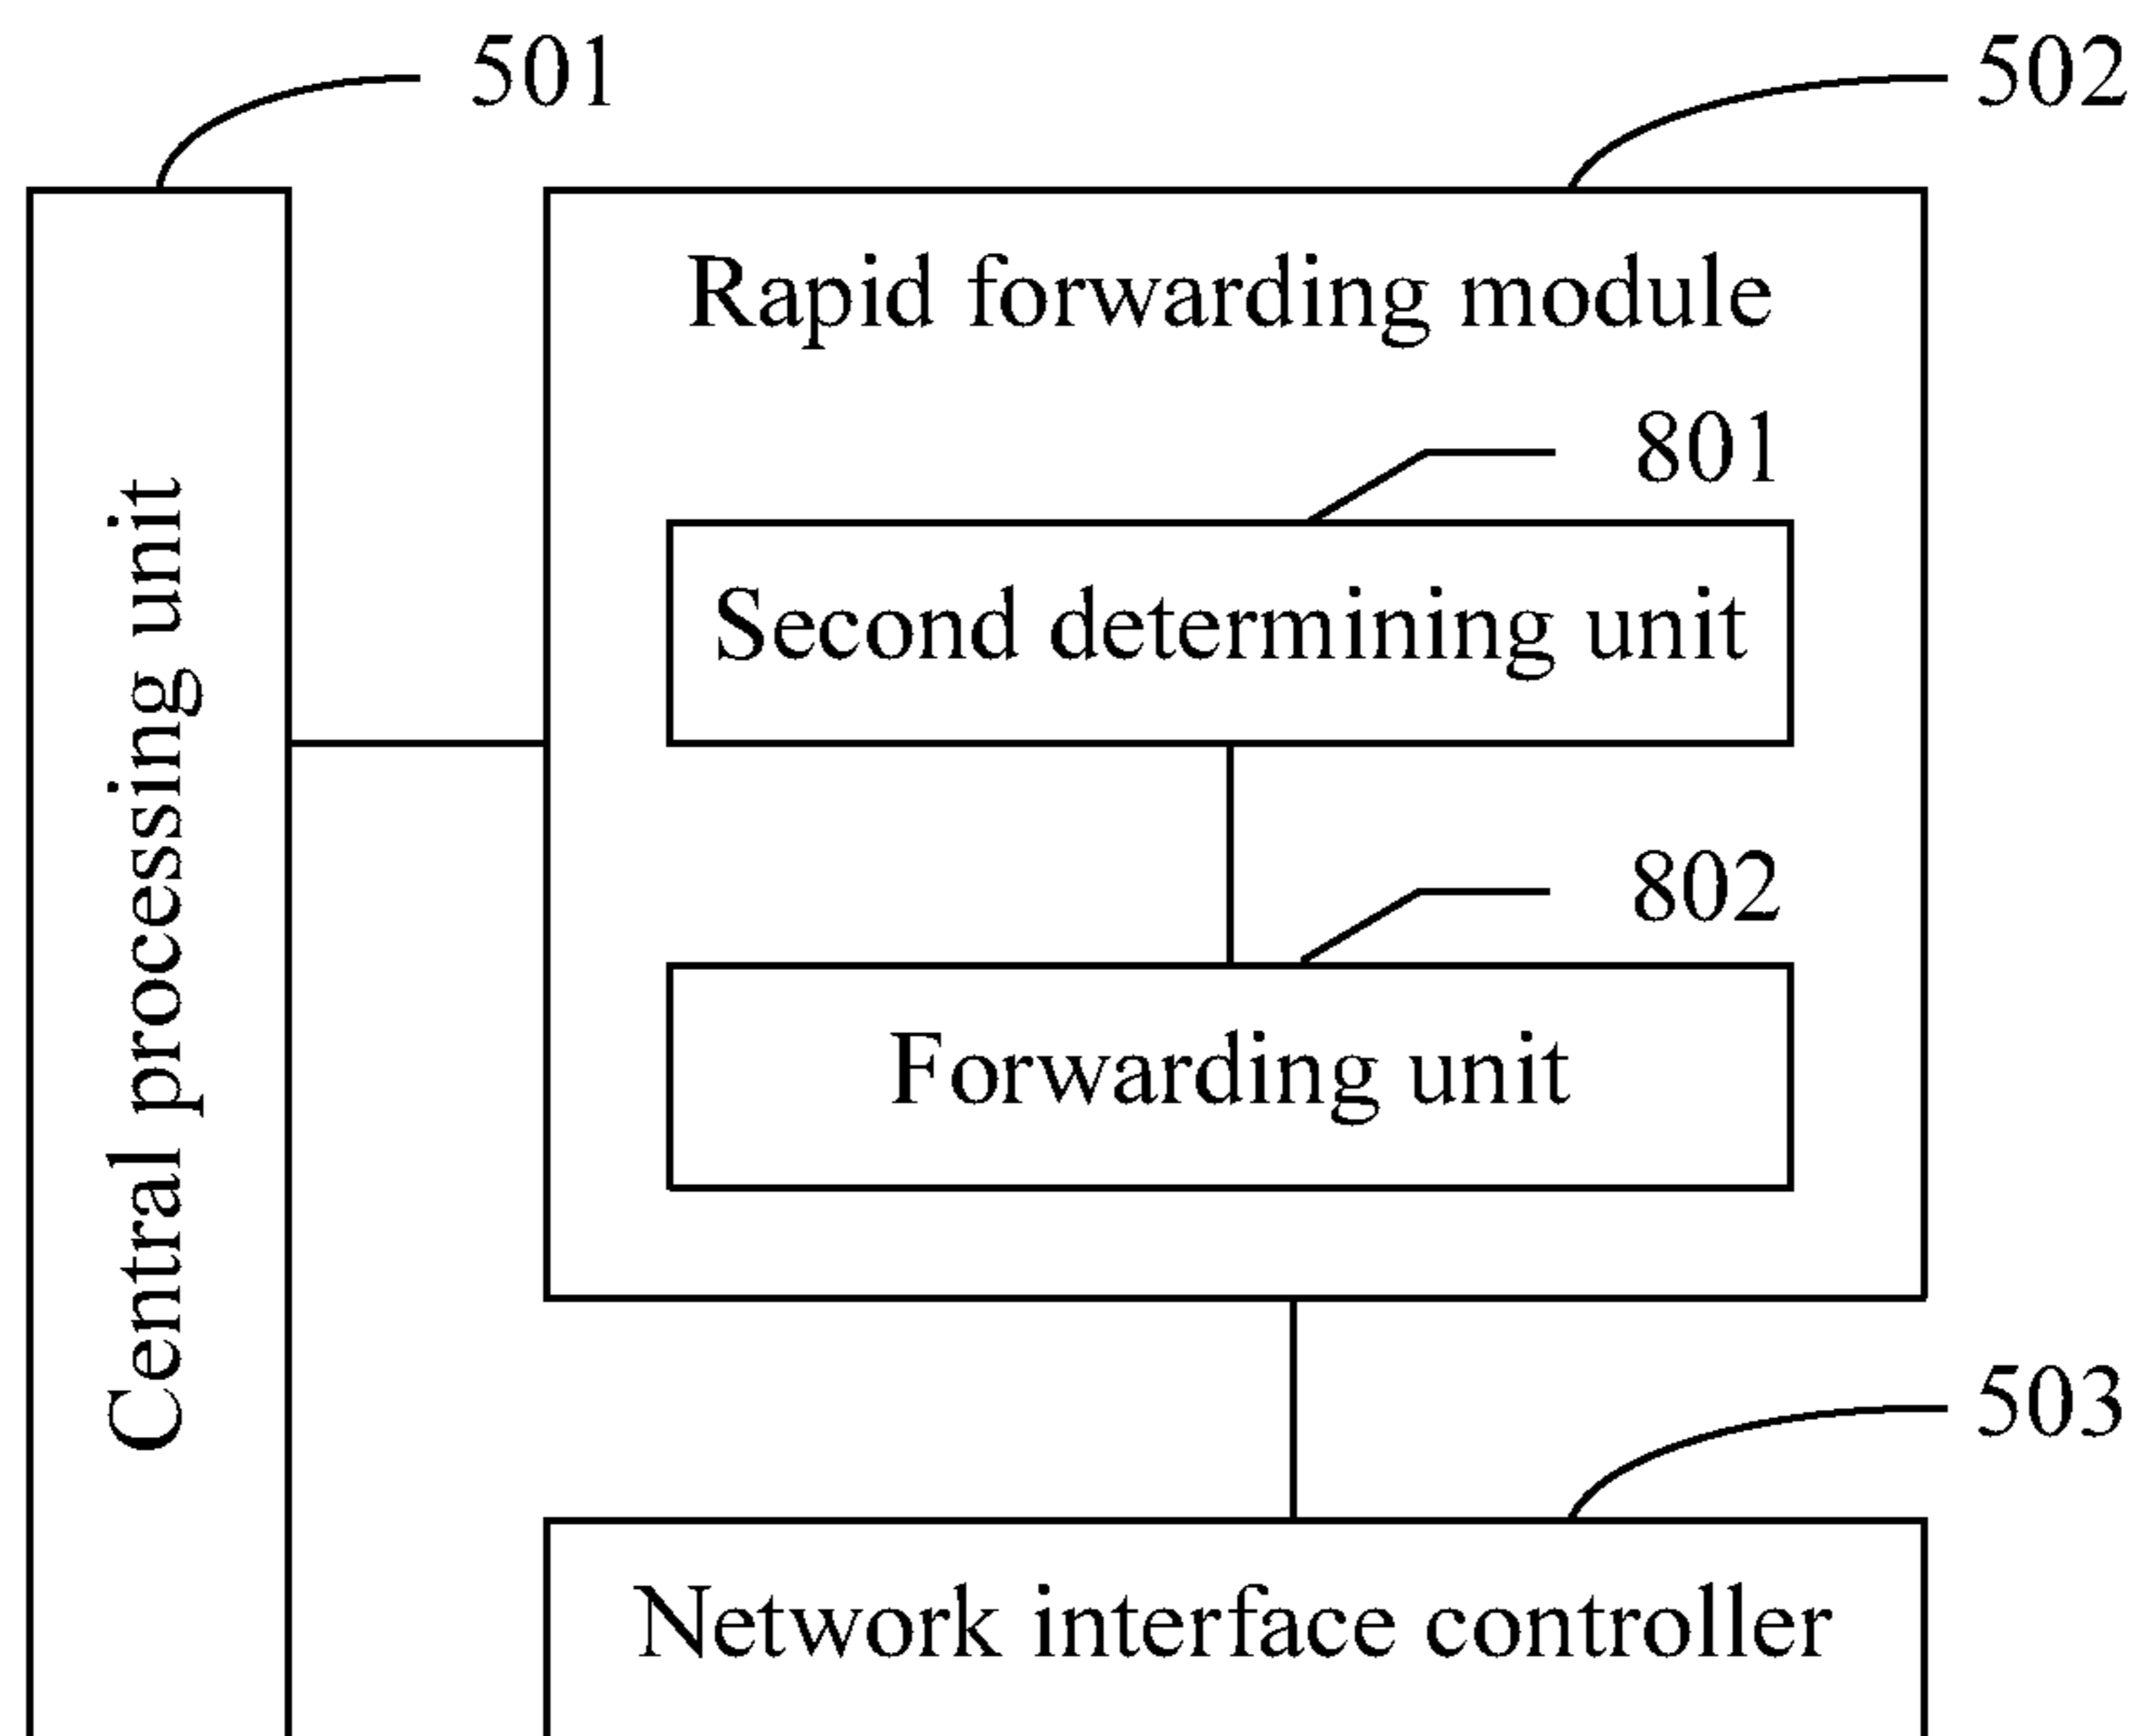 501
502
Rapid forwarding module
801
Second determining unit
Central processing unit
802
Forwarding unit
503
Network interface controller